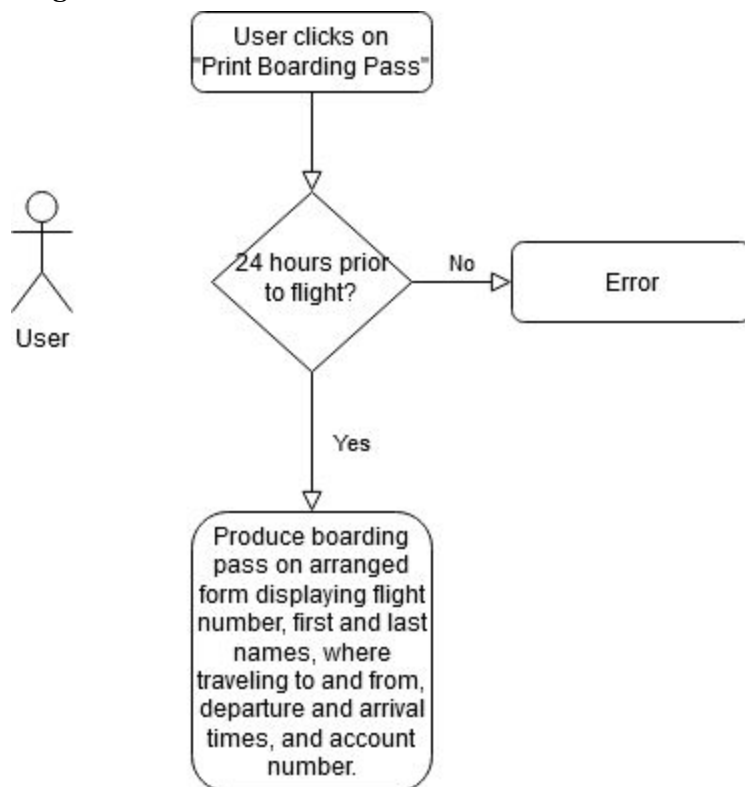 User clicks on
"Print Boarding Pass"
24 hours prior
to flight?
No
Error
User
Yes
Produce boarding
pass on arranged
form displaying flight
number, first and last
names, where
traveling to and from,
departure and arrival
times, and account
number.